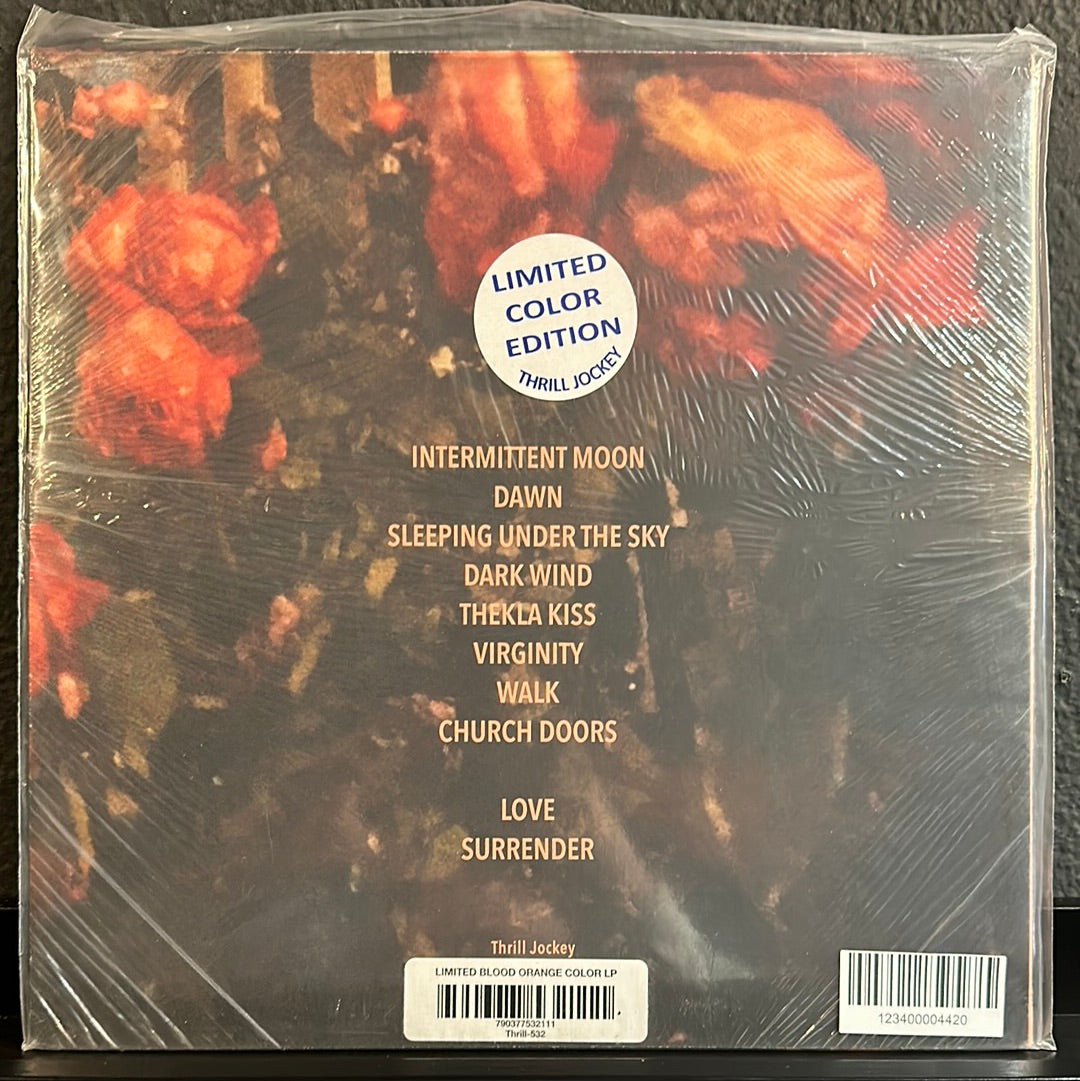 LIMITED
COLOR
EDITION
THRILL JOCKEY
INTERMITTENT MOON
DAWN
SLEEPING UNDER THE SKY
DARK WIND
THEKLA KISS
VIRGINITY
WALK
CHURCH DOORS
LOVE
SURRENDER
Thrill Jockey
LIMITED BLOOD ORANGE COLOR LP
790377532111
Thrill-532
123400004420